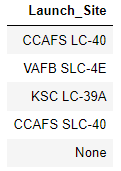 Launch_Site
CCAFS LC-40
VAFB SLC-4E
KSC LC-39A
CCAFS SLC-40
None